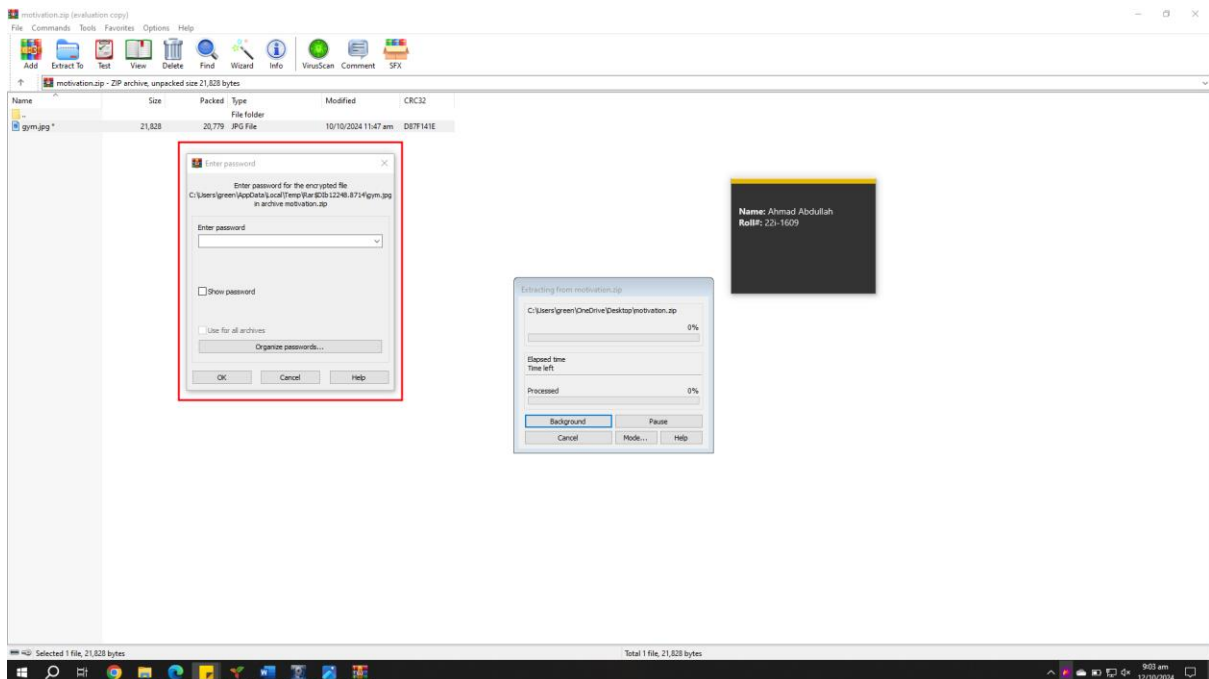 motivation.zip (evaluation copy)
File Commands Tools Favorites Options Help
Add Extract To Test View Delete Find Wizard Info VirusScan Comment SFX
motivation.zip - ZIP archive, unpacked size 21,828 bytes
Name Size Packed Type Modified CRC32
.. File folder
gym.jpg * 21,828 20,779 JPG File 10/10/2024 11:47 am D87F141E
Enter password
Enter password for the encrypted file
C:\Users\green\AppData\Local\Temp\Rar$DIb12248.8714\gym.jpg
in archive motivation.zip
Enter password
Show password
Use for all archives
Organize passwords...
OK Cancel Help
Name: Ahmad Abdullah
Roll#: 22i-1609
Extracting from motivation.zip
C:\Users\green\OneDrive\Desktop\motivation.zip
0%
Elapsed time
Time left
Processed 0%
Background Pause
Cancel Mode... Help
Selected 1 file, 21,828 bytes Total 1 file, 21,828 bytes
9:03 am
12/10/2024